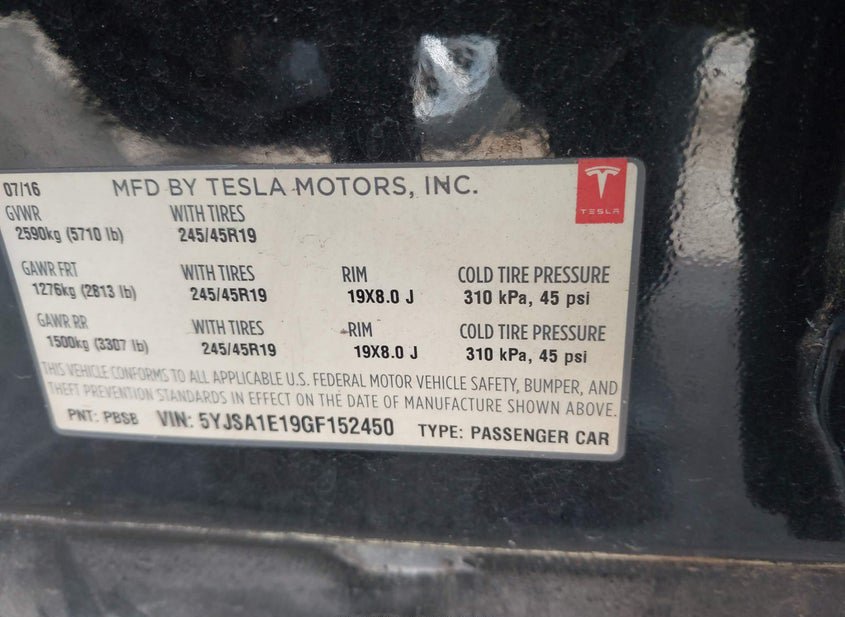 07/16 MFD BY TESLA MOTORS, INC.
TESLA
GVWR WITH TIRES
2590kg (5710 lb) 245/45R19
GAWR FRT WITH TIRES RIM COLD TIRE PRESSURE
1276kg (2813 lb) 245/45R19 19X8.0 J 310 kPa, 45 psi
GAWR RR WITH TIRES RIM COLD TIRE PRESSURE
1500kg (3307 lb) 245/45R19 19X8.0 J 310 kPa, 45 psi
THIS VEHICLE CONFORMS TO ALL APPLICABLE U.S. FEDERAL MOTOR VEHICLE SAFETY, BUMPER, AND
THEFT PREVENTION STANDARDS IN EFFECT ON THE DATE OF MANUFACTURE SHOWN ABOVE.
PNT: PBSB VIN: 5YJSA1E19GF152450 TYPE: PASSENGER CAR